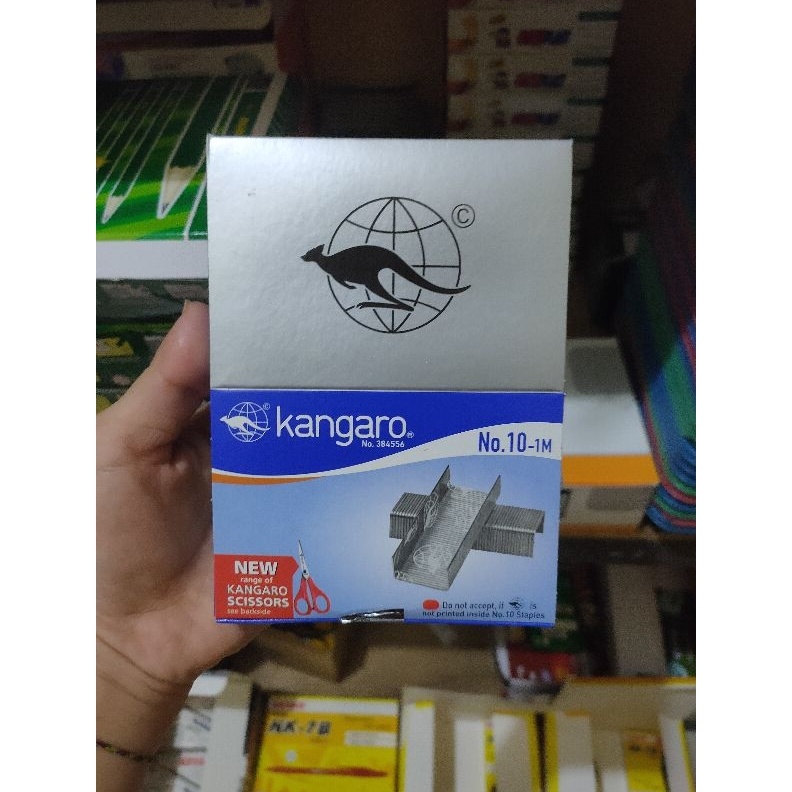 ©
©
kangaro®
No. 384556
No.10-1M
NEW
range of
KANGARO
SCISSORS
see backside
Do not accept, if is
not printed inside No.10 Staples
KK-78